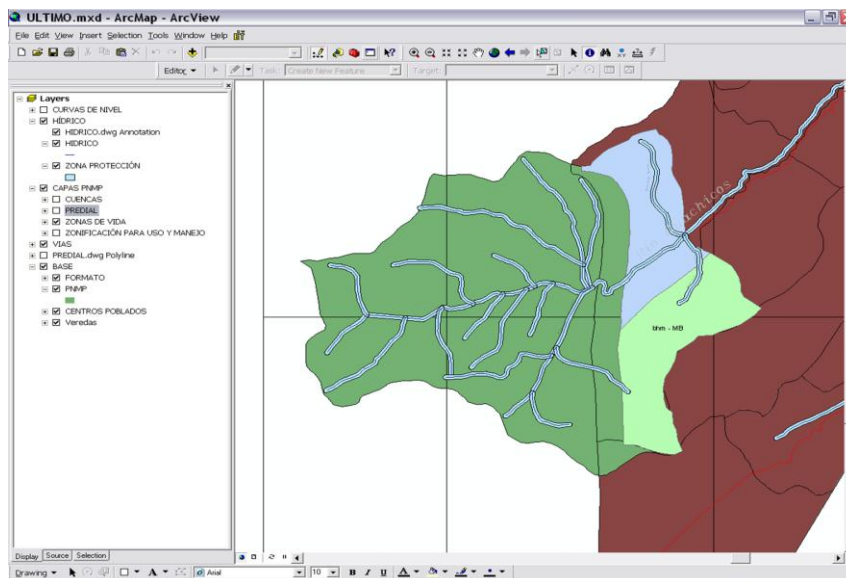 ULTIMO.mxd - ArcMap - ArcView
File Edit View Insert Selection Tools Window Help
Editor Task: Create New Feature Target:
Layers
CURVAS DE NIVEL
HÍDRICO
HIDRICO.dwg Annotation
HIDRICO
ZONA PROTECCIÓN
CAPAS PNMP
CUENCAS
PREDIAL
ZONAS DE VIDA
ZONIFICACIÓN PARA USO Y MANEJO
VIAS
PREDIAL.dwg Polyline
BASE
FORMATO
PNMP
CENTROS POBLADOS
Veredas
bhm - MB
Display Source Selection
Drawing A Arial 10 B I U A